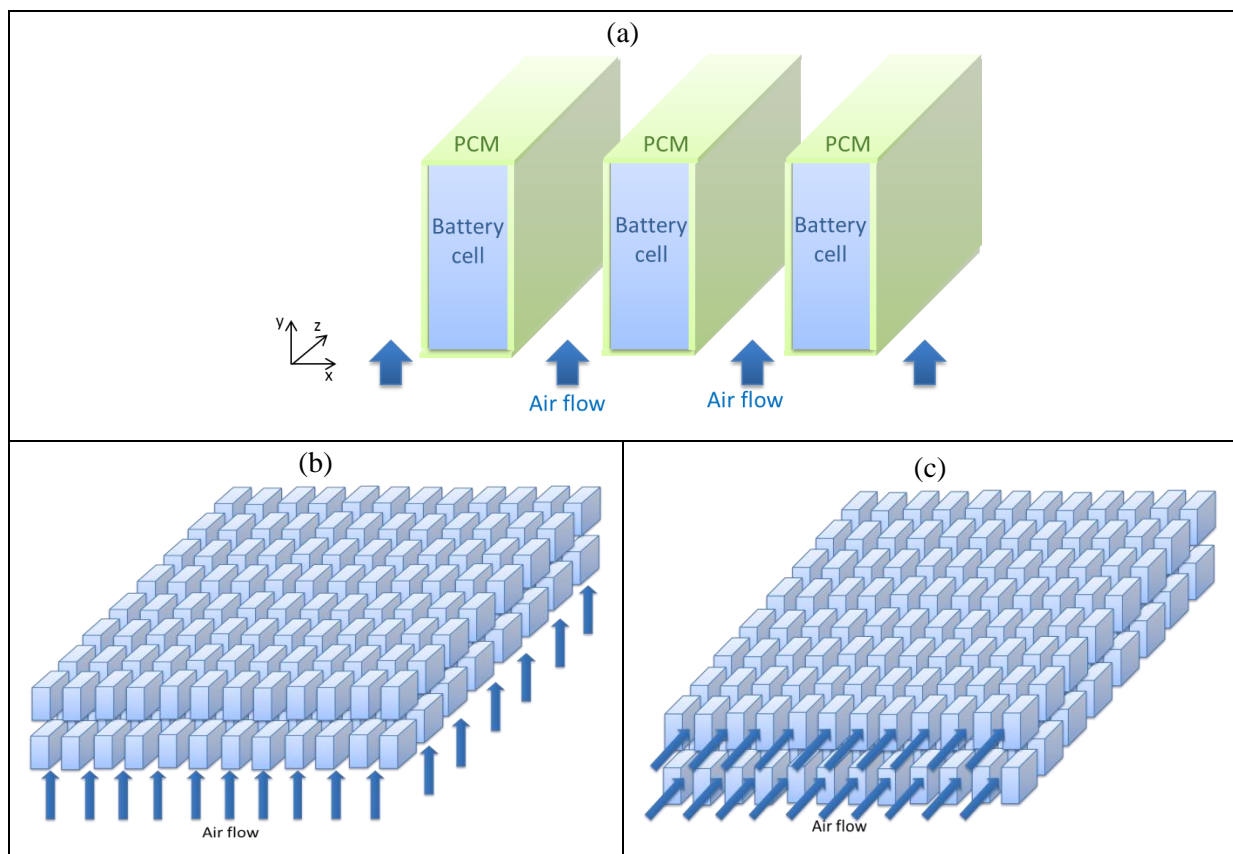 (a)
PCM
PCM
PCM
Battery
cell
Battery
cell
Battery
cell
y
z
x
Air flow
Air flow
(b)
Air flow
(c)
Air flow